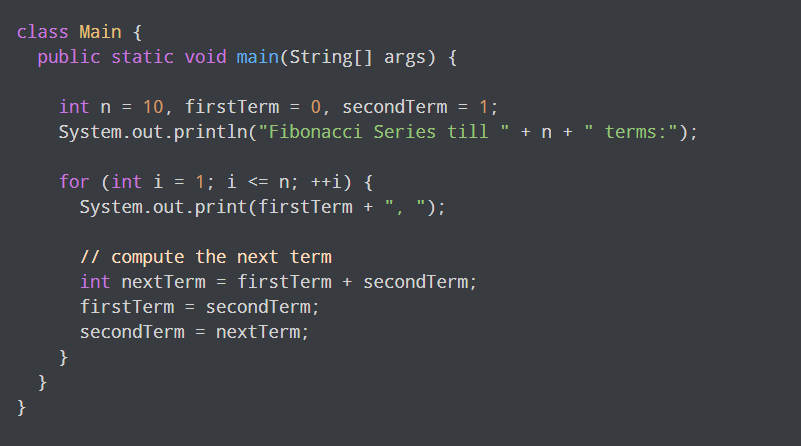 class Main {
  public static void main(String[] args) {

    int n = 10, firstTerm = 0, secondTerm = 1;
    System.out.println("Fibonacci Series till " + n + " terms:");

    for (int i = 1; i <= n; ++i) {
      System.out.print(firstTerm + ", ");

      // compute the next term
      int nextTerm = firstTerm + secondTerm;
      firstTerm = secondTerm;
      secondTerm = nextTerm;
    }
  }
}